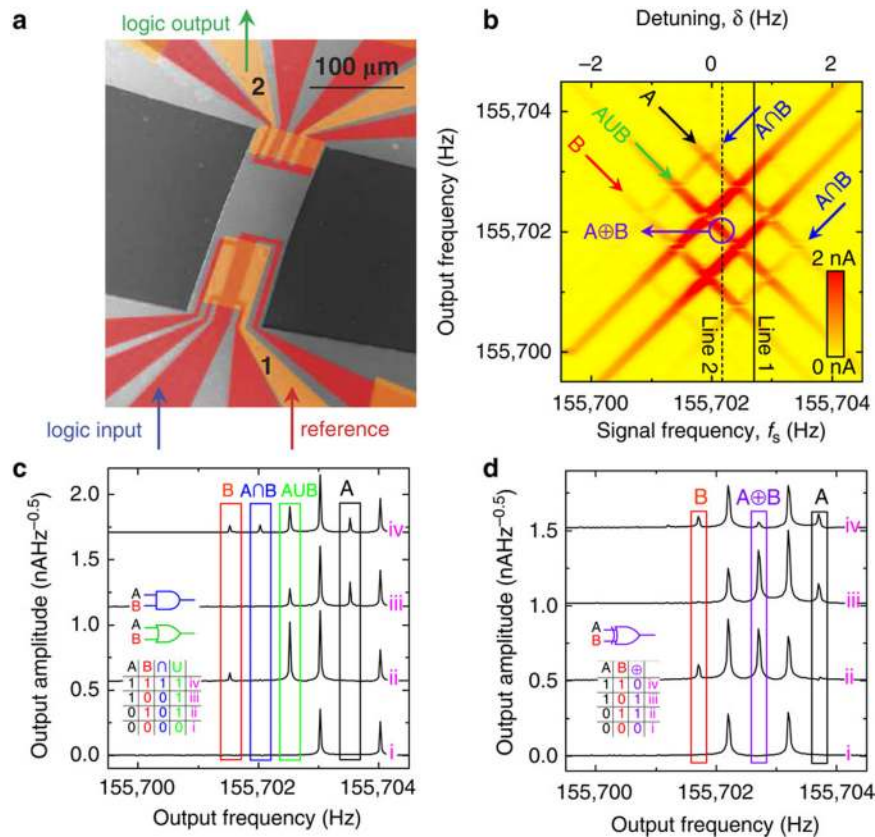 a
logic output
2
100 μm
1
logic input
reference
b
Detuning, δ (Hz)
−2 0 2
155,704
155,702
155,700
Output frequency (Hz)
A
A∪B
B
A∩B
A∩B
A⊕B
2 nA
0 nA
Line 2
Line 1
155,700 155,702 155,704
Signal frequency, fs (Hz)
c
2.0
1.5
1.0
0.5
0.0
Output amplitude (nAHz−0.5)
B A∩B A∪B A
iv
iii
ii
i
A
B
A
B
A B ∩ ∪
1 1 1 1 iv
1 0 0 1 iii
0 1 0 1 ii
0 0 0 0 i
155,700 155,702 155,704
Output frequency (Hz)
d
1.5
1.0
0.5
0.0
Output amplitude (nAHz−0.5)
B A⊕B A
iv
iii
ii
i
A
B
A B ⊕
1 1 0 iv
1 0 1 iii
0 1 1 ii
0 0 0 i
155,700 155,702 155,704
Output frequency (Hz)